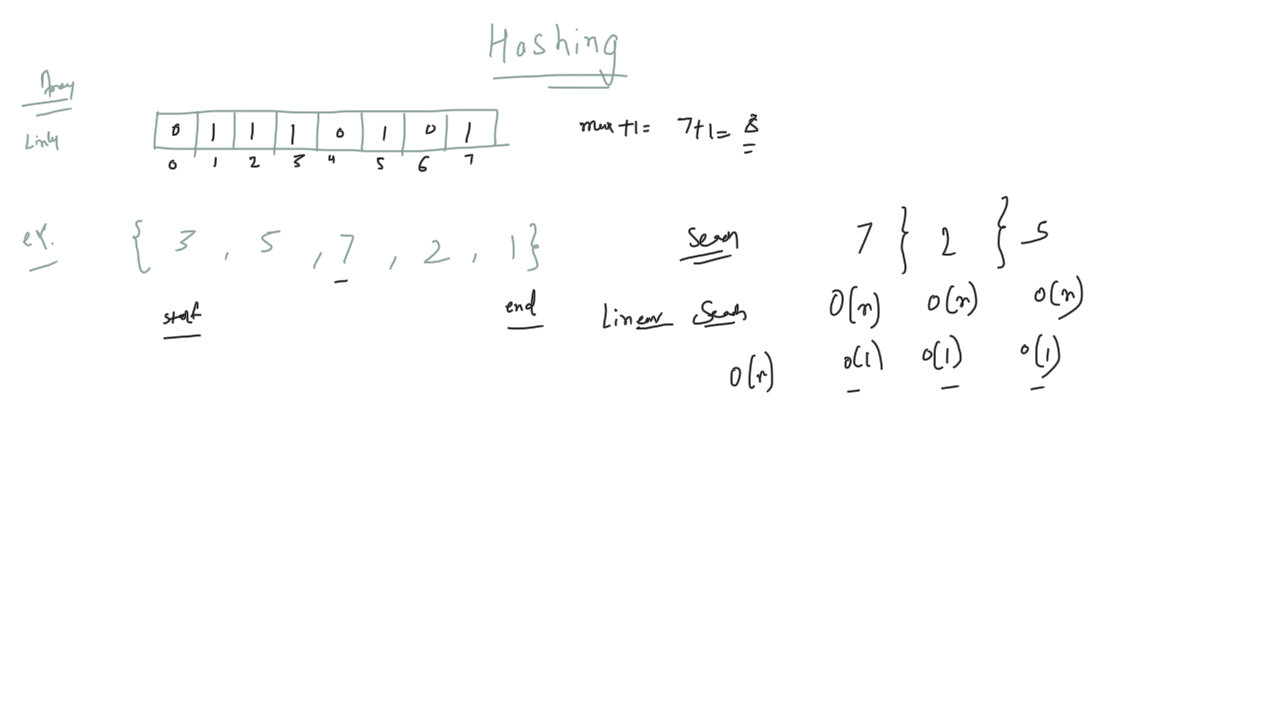 Hashing
Array
0 1 1 1 0 1 0 1
max+1= 7+1= 8
0 1 2 3 4 5 6 7
ex. { 3 , 5 , 7 , 2 , 1 }
Search 7 } 2 } 5
start end
Linear Search O(n) O(n) O(n)
O(n) O(1) O(1) O(1)